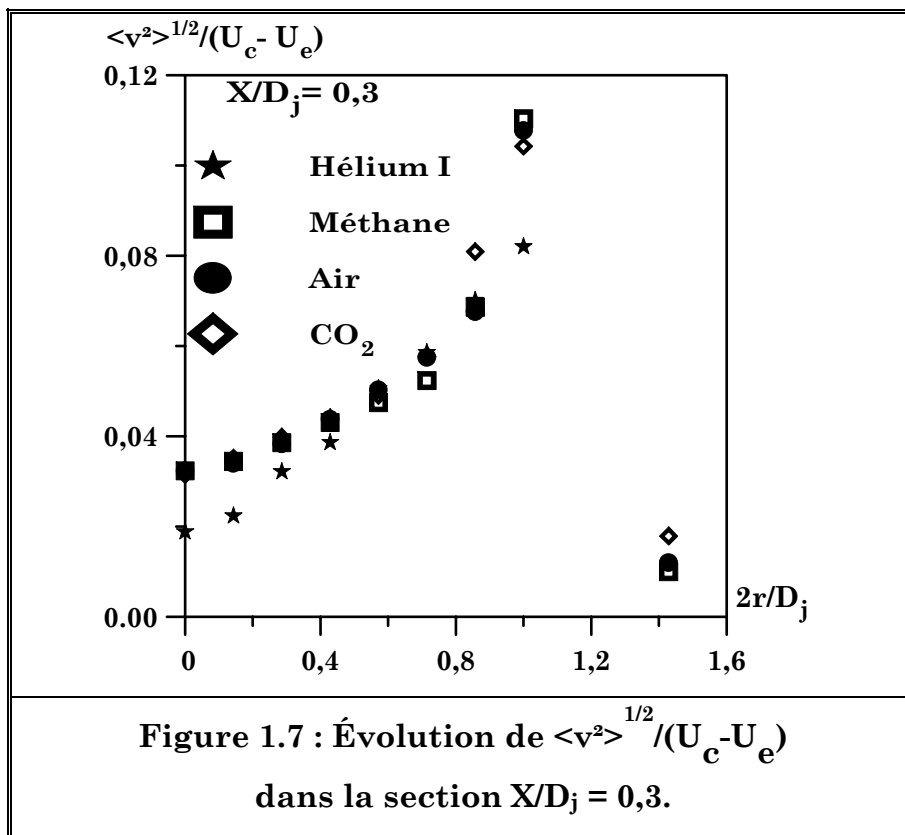 <v²>^1/2/(U_c- U_e)
0,12
X/D_j= 0,3
Hélium I
Méthane
0,08
Air
CO_2
0,04
0.00
2r/D_j
0 0,4 0,8 1,2 1,6
Figure 1.7 : Évolution de <v²>^1/2/(U_c-U_e)
dans la section X/D_j = 0,3.